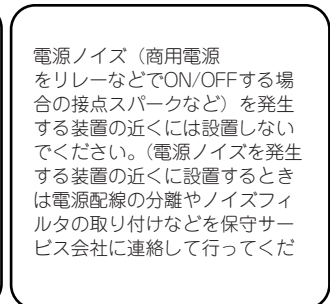 電源ノイズ（商用電源
をリレーなどでON/OFFする場
合の接点スパークなど）を発生
する装置の近くには設置しない
でください。（電源ノイズを発生
する装置の近くに設置するとき
は電源配線の分離やノイズフィ
ルタの取り付けなどを保守サー
ビス会社に連絡して行ってくだ